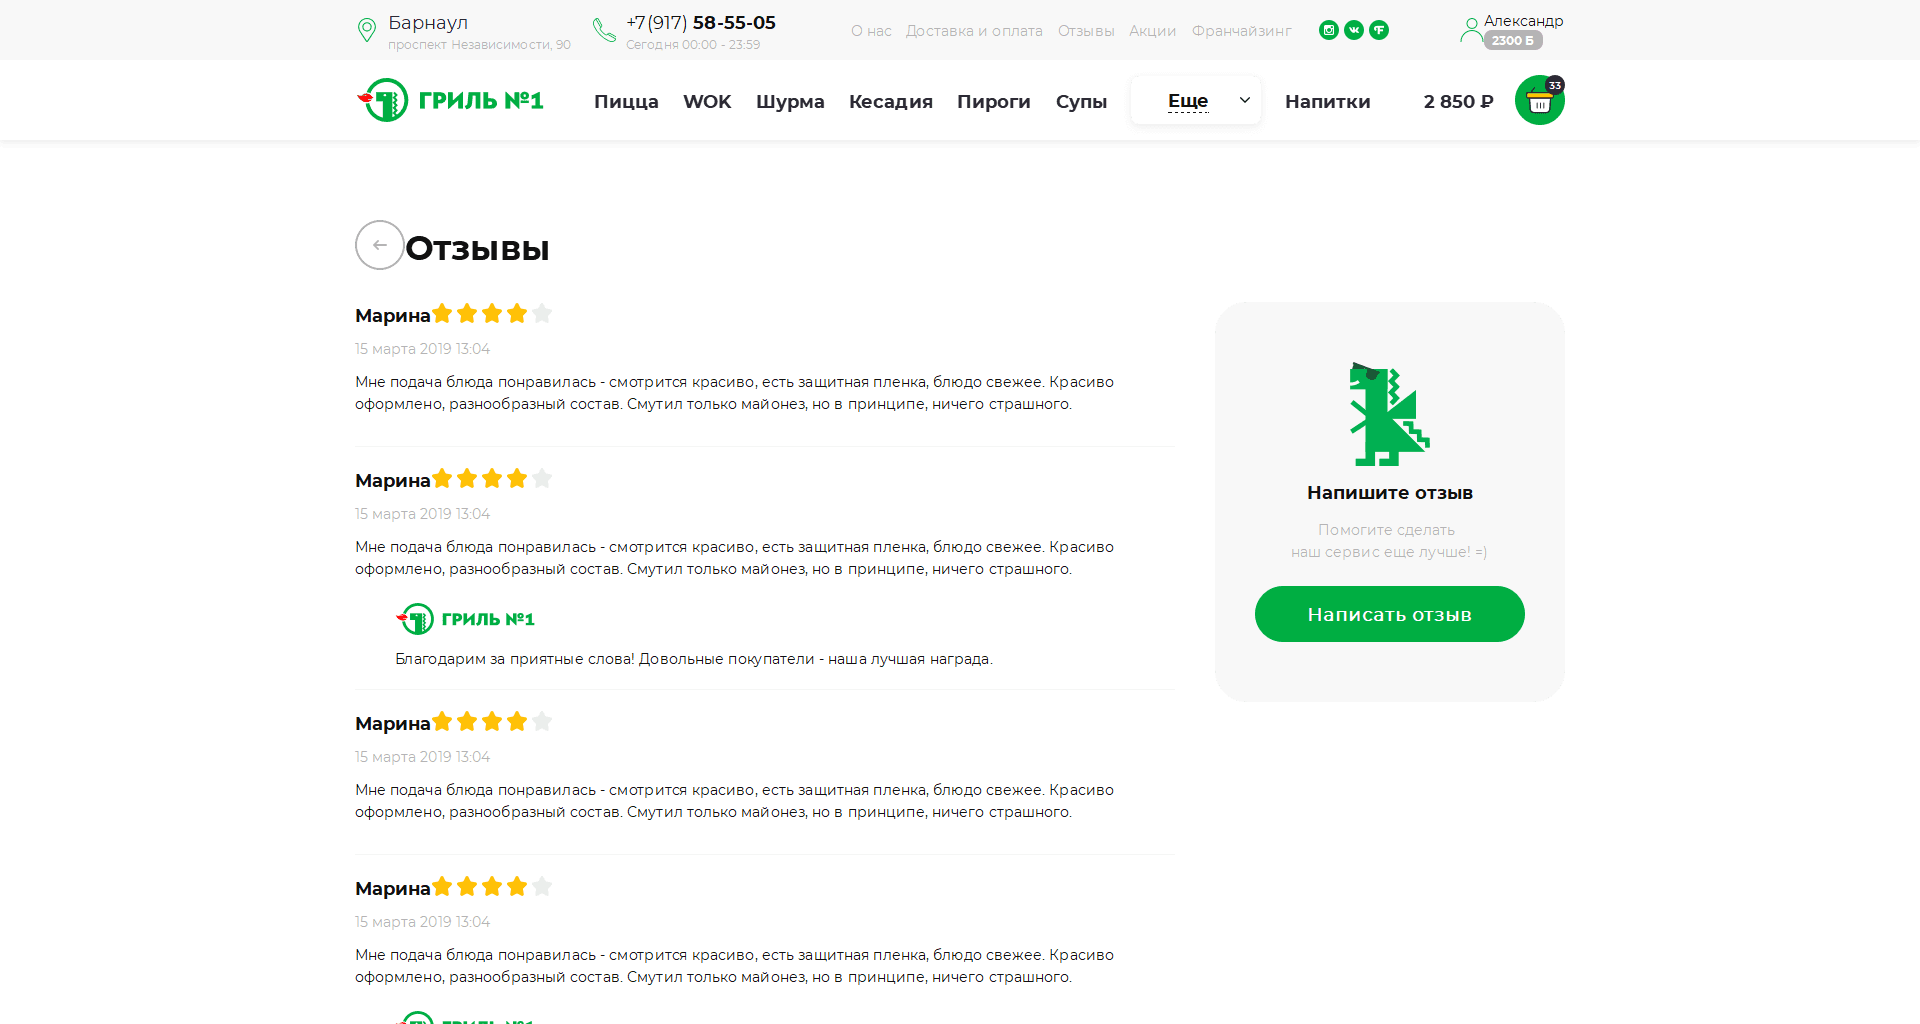 Барнаул
проспект Независимости, 90
+7(917) 58-55-05
Сегодня 00:00 - 23:59
О нас Доставка и оплата Отзывы Акции Франчайзинг
Александр
2300 Б
ГРИЛЬ №1
Пицца WOK Шурма Кесадия Пироги Супы Еще Напитки
2 850 ₽
33
Отзывы
Марина
15 марта 2019 13:04
Мне подача блюда понравилась - смотрится красиво, есть защитная пленка, блюдо свежее. Красиво
оформлено, разнообразный состав. Смутил только майонез, но в принципе, ничего страшного.
Марина
15 марта 2019 13:04
Мне подача блюда понравилась - смотрится красиво, есть защитная пленка, блюдо свежее. Красиво
оформлено, разнообразный состав. Смутил только майонез, но в принципе, ничего страшного.
ГРИЛЬ №1
Благодарим за приятные слова! Довольные покупатели - наша лучшая награда.
Марина
15 марта 2019 13:04
Мне подача блюда понравилась - смотрится красиво, есть защитная пленка, блюдо свежее. Красиво
оформлено, разнообразный состав. Смутил только майонез, но в принципе, ничего страшного.
Марина
15 марта 2019 13:04
Мне подача блюда понравилась - смотрится красиво, есть защитная пленка, блюдо свежее. Красиво
оформлено, разнообразный состав. Смутил только майонез, но в принципе, ничего страшного.
ГРИЛЬ №1
Напишите отзыв
Помогите сделать
наш сервис еще лучше! =)
Написать отзыв